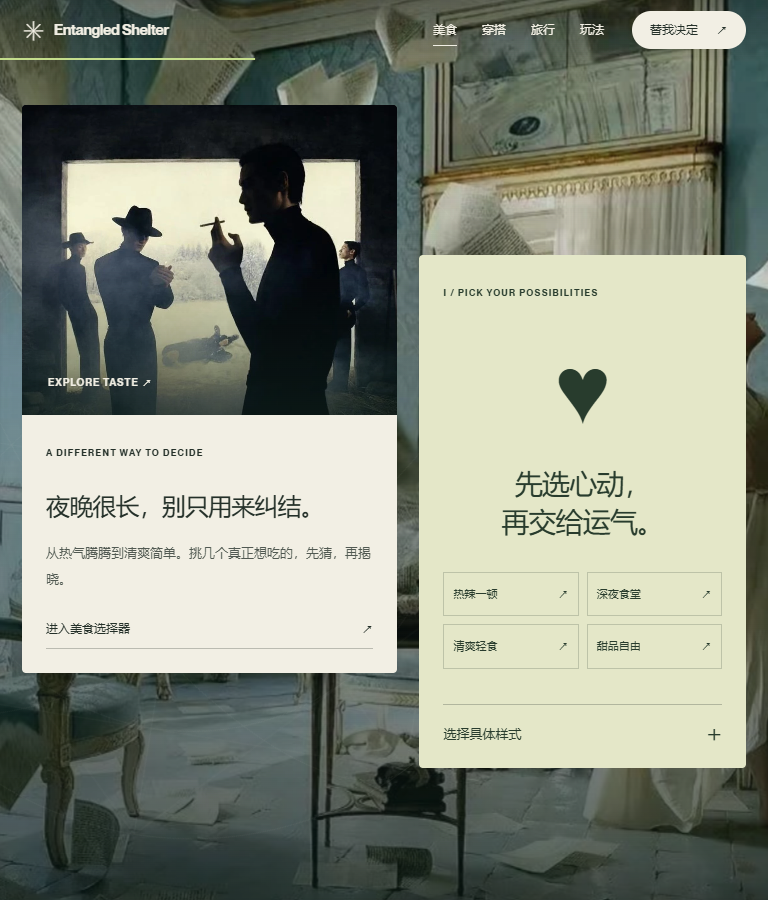 Entangled Shelter
美食 穿搭 旅行 玩法 替我决定 ↗
EXPLORE TASTE ↗
A DIFFERENT WAY TO DECIDE
夜晚很长，别只用来纠结。
从热气腾腾到清爽简单。挑几个真正想吃的，先猜，再揭
晓。
进入美食选择器 ↗
I / PICK YOUR POSSIBILITIES
先选心动，
再交给运气。
热辣一顿 ↗
深夜食堂 ↗
清爽轻食 ↗
甜品自由 ↗
选择具体样式 +